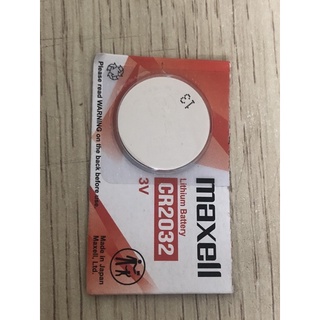 Please read WARNING on
the back before use.
13
maxell
Lithium Battery
CR2032
3V
Made in Japan
Maxell, Ltd.